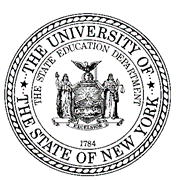 THE UNIVERSITY OF
THE STATE OF NEW YORK
THE STATE EDUCATION DEPARTMENT
EXCELSIOR
1784